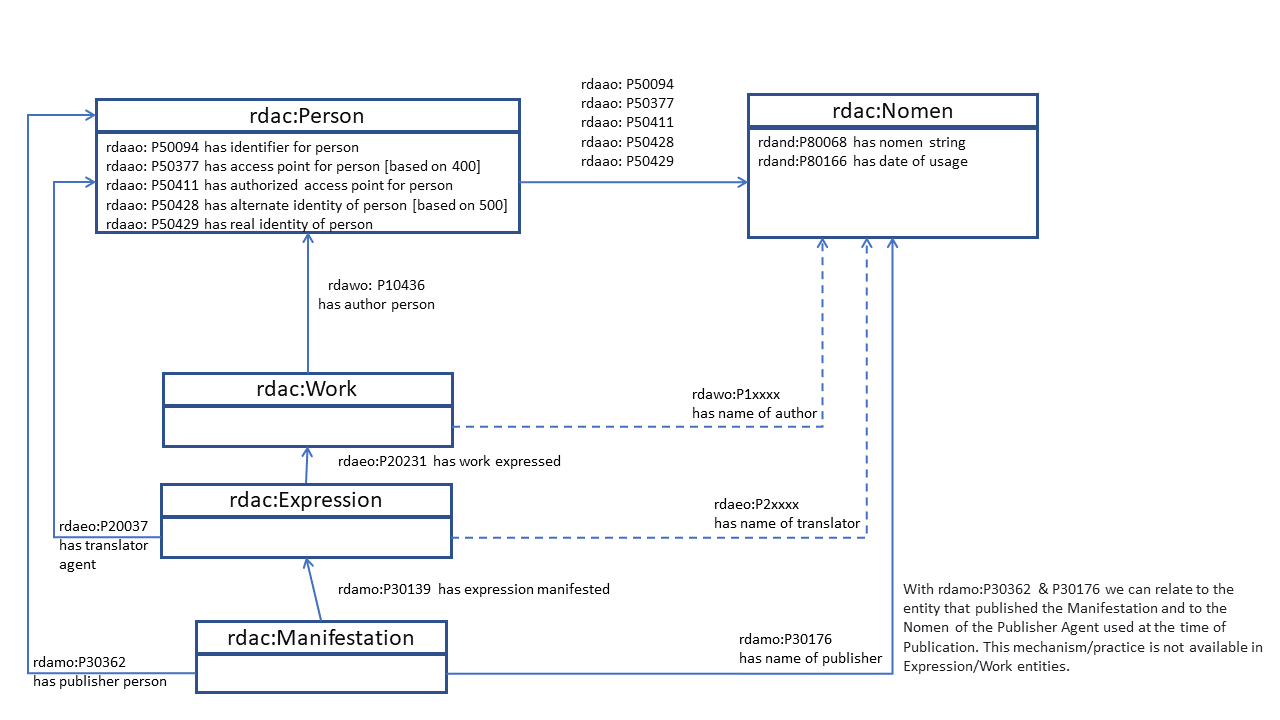 rdaao: P50094
rdaao: P50377
rdaao: P50411
rdaao: P50428
rdaao: P50429
rdac:Person
rdaao: P50094 has identifier for person
rdaao: P50377 has access point for person [based on 400]
rdaao: P50411 has authorized access point for person
rdaao: P50428 has alternate identity of person [based on 500]
rdaao: P50429 has real identity of person
rdac:Nomen
rdand:P80068 has nomen string
rdand:P80166 has date of usage
rdawo: P10436
has author person
rdac:Work
rdawo:P1xxxx
has name of author
rdaeo:P20231 has work expressed
rdac:Expression
rdaeo:P2xxxx
has name of translator
rdaeo:P20037
has translator
agent
rdamo:P30139 has expression manifested
rdac:Manifestation
rdamo:P30176
has name of publisher
rdamo:P30362
has publisher person
With rdamo:P30362 & P30176 we can relate to the
entity that published the Manifestation and to the
Nomen of the Publisher Agent used at the time of
Publication. This mechanism/practice is not available in
Expression/Work entities.